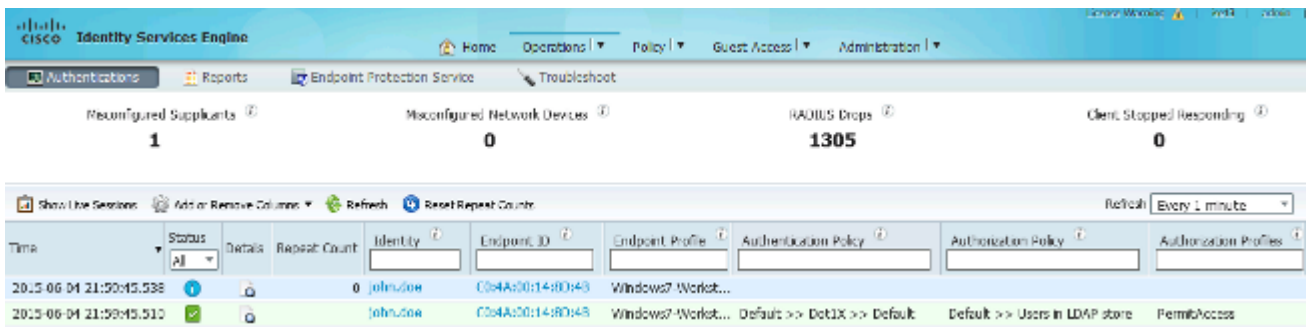 cisco Identity Services Engine
Home Operations Policy Guest Access Administration
Authentications Reports Endpoint Protection Service Troubleshoot
Misconfigured Supplicants Misconfigured Network Devices RADIUS Drops Client Stopped Responding
1 0 1305 0
Show Live Sessions Add or Remove Columns Refresh Reset Repeat Counts Refresh Every 1 minute
Time Status Details Repeat Count Identity Endpoint ID Endpoint Profile Authentication Policy Authorization Policy Authorization Profiles
All
2015-06-04 21:59:45.538 0 john.doe C0:4A:00:14:8D:4B Windows7-Workst...
2015-06-04 21:59:45.510 john.doe C0:4A:00:14:8D:4B Windows7-Workst... Default >> Dot1X >> Default Default >> Users in LDAP store PermitAccess